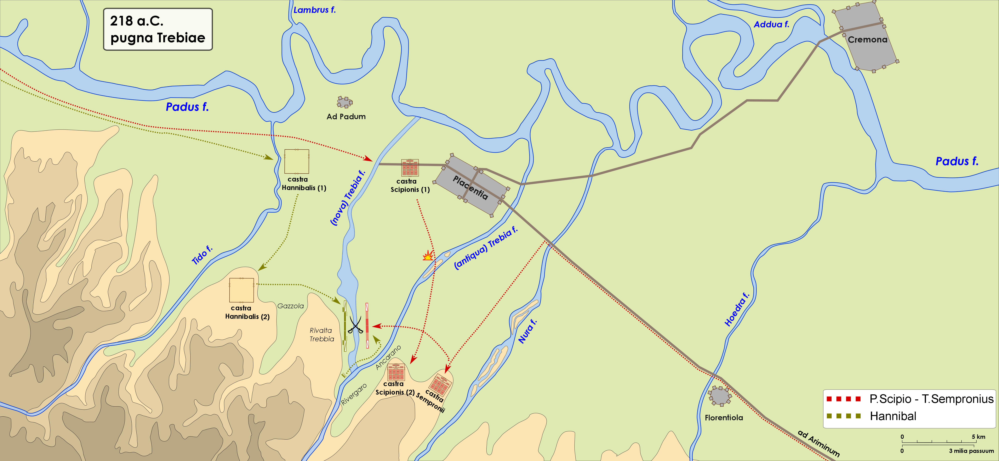 Lambrus f.
218 a.C.
pugna Trebiae
Addua f.
Cremona
Padus f.
Ad Padum
Padus f.
castra
Hannibalis (1)
castra
Scipionis (1)
Placentia
(nova) Trebia f.
(antiqua) Trebia f.
Tido f.
castra
Hannibalis (2)
Gazzola
Rivalta
Trebbia
Nura f.
Hoedra f.
Ancarano
Rivergaro
castra
Scipionis (2)
castra
Sempronii
Florentiola
P.Scipio - T.Sempronius
Hannibal
ad Ariminum
0 5 km
0 3 milia passuum